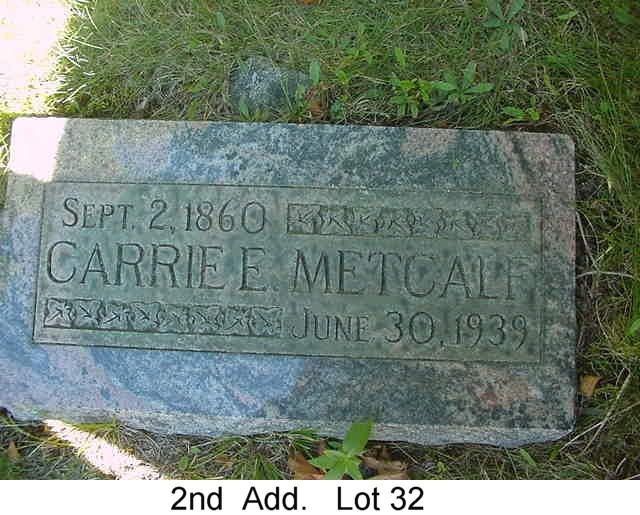 SEPT. 2, 1860
CARRIE E. METCALF
JUNE 30, 1939
2nd Add. Lot 32